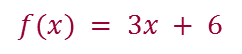 f(x) = 3x + 6